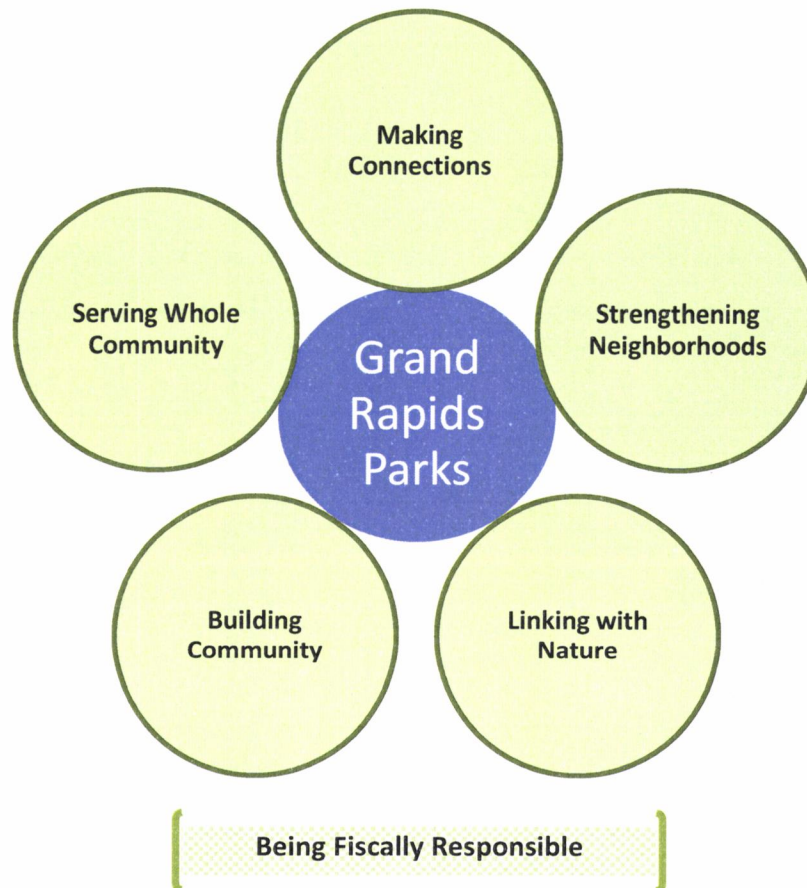 Making
Connections
Serving Whole
Community
Strengthening
Neighborhoods
Grand
Rapids
Parks
Building
Community
Linking with
Nature
Being Fiscally Responsible